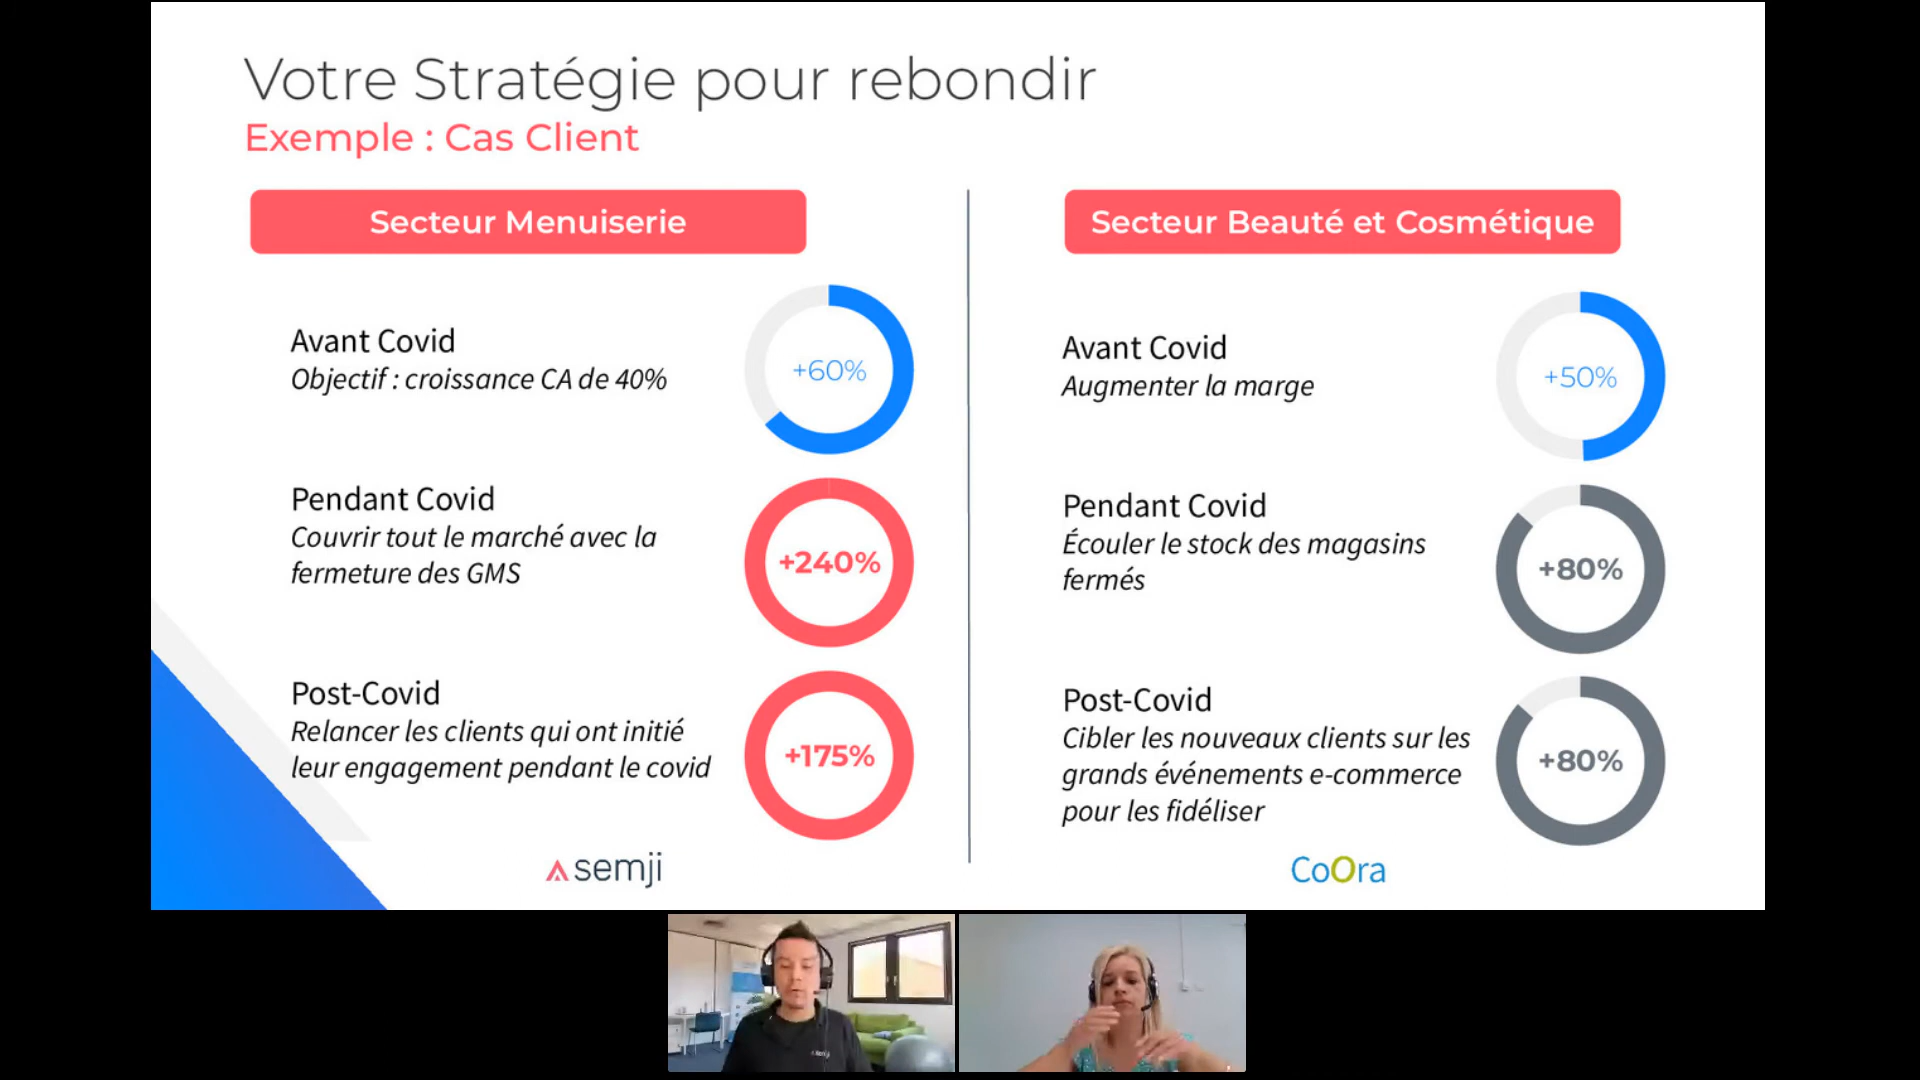 Votre Stratégie pour rebondir
Exemple : Cas Client
Secteur Menuiserie
Avant Covid
Objectif : croissance CA de 40%
+60%
Pendant Covid
Couvrir tout le marché avec la
fermeture des GMS
+240%
Post-Covid
Relancer les clients qui ont initié
leur engagement pendant le covid
+175%
semji
Secteur Beauté et Cosmétique
Avant Covid
Augmenter la marge
+50%
Pendant Covid
Écouler le stock des magasins
fermés
+80%
Post-Covid
Cibler les nouveaux clients sur les
grands événements e-commerce
pour les fidéliser
+80%
CoOra